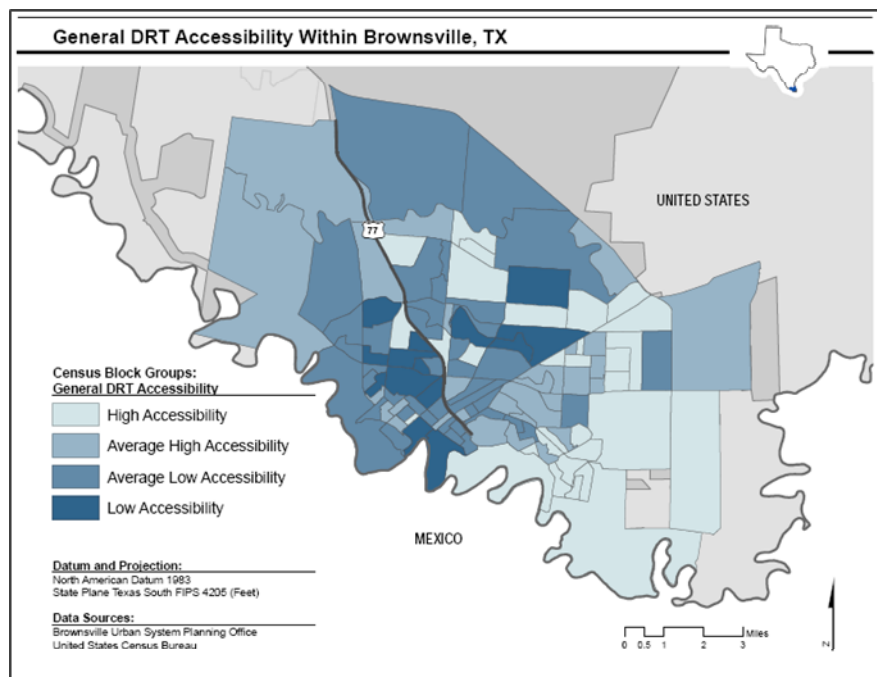 General DRT Accessibility Within Brownsville, TX
UNITED STATES
77
Census Block Groups:
General DRT Accessibility
High Accessibility
Average High Accessibility
Average Low Accessibility
Low Accessibility
MEXICO
Datum and Projection:
North American Datum 1983
State Plane Texas South FIPS 4205 (Feet)
Data Sources:
Brownsville Urban System Planning Office
United States Census Bureau
Miles
0 0.5 1 2 3
N